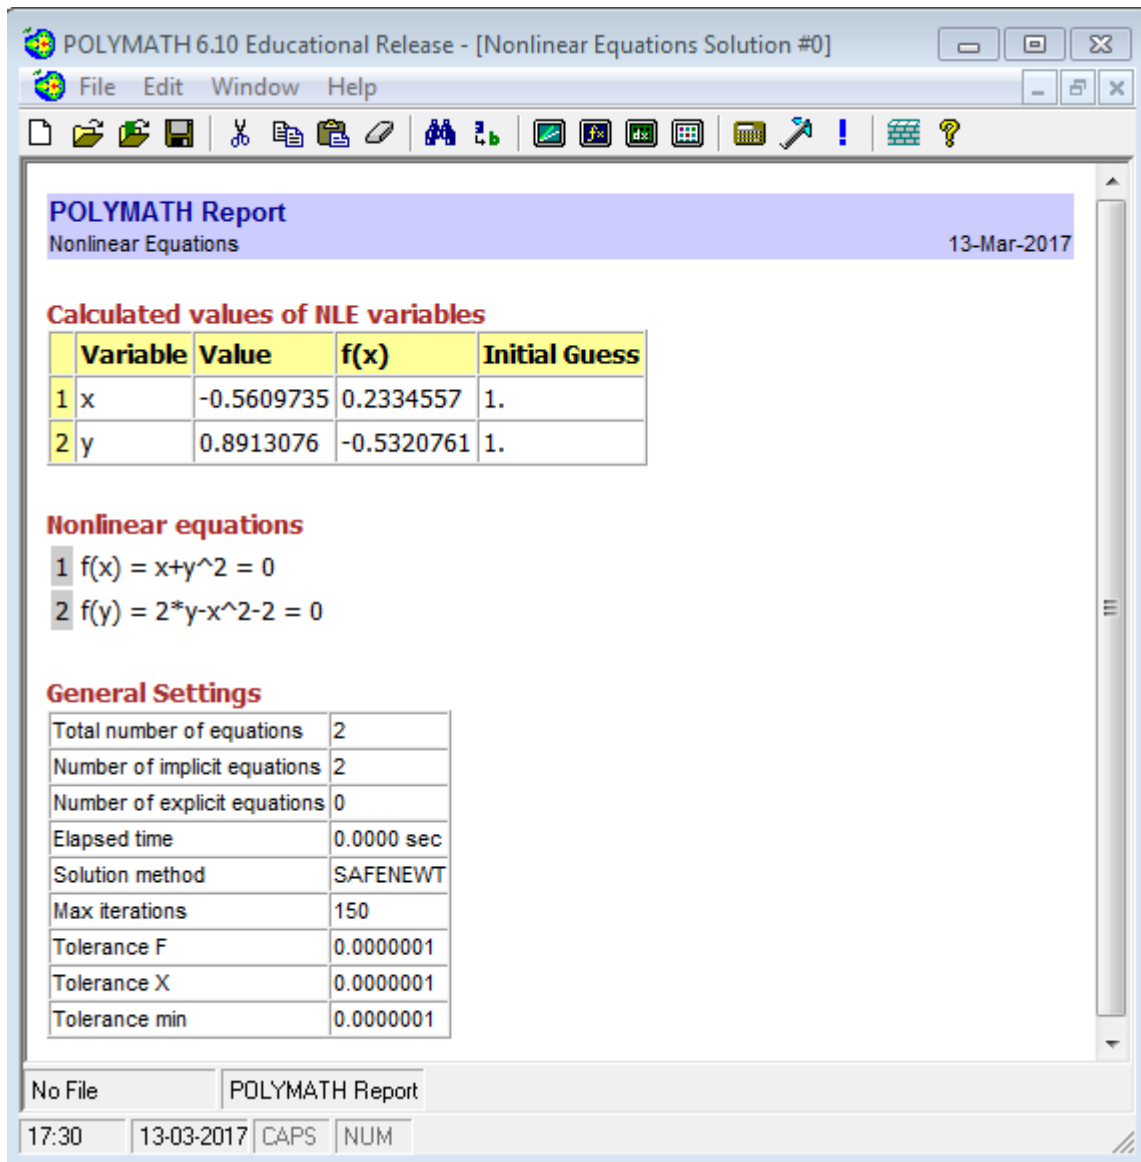 POLYMATH 6.10 Educational Release - [Nonlinear Equations Solution #0]
File Edit Window Help
POLYMATH Report
Nonlinear Equations 13-Mar-2017
Calculated values of NLE variables
Variable Value f(x) Initial Guess
1 x -0.5609735 0.2334557 1.
2 y 0.8913076 -0.5320761 1.
Nonlinear equations
1 f(x) = x+y^2 = 0
2 f(y) = 2*y-x^2-2 = 0
General Settings
Total number of equations 2
Number of implicit equations 2
Number of explicit equations 0
Elapsed time 0.0000 sec
Solution method SAFENEWT
Max iterations 150
Tolerance F 0.0000001
Tolerance X 0.0000001
Tolerance min 0.0000001
No File POLYMATH Report
17:30 13-03-2017 CAPS NUM